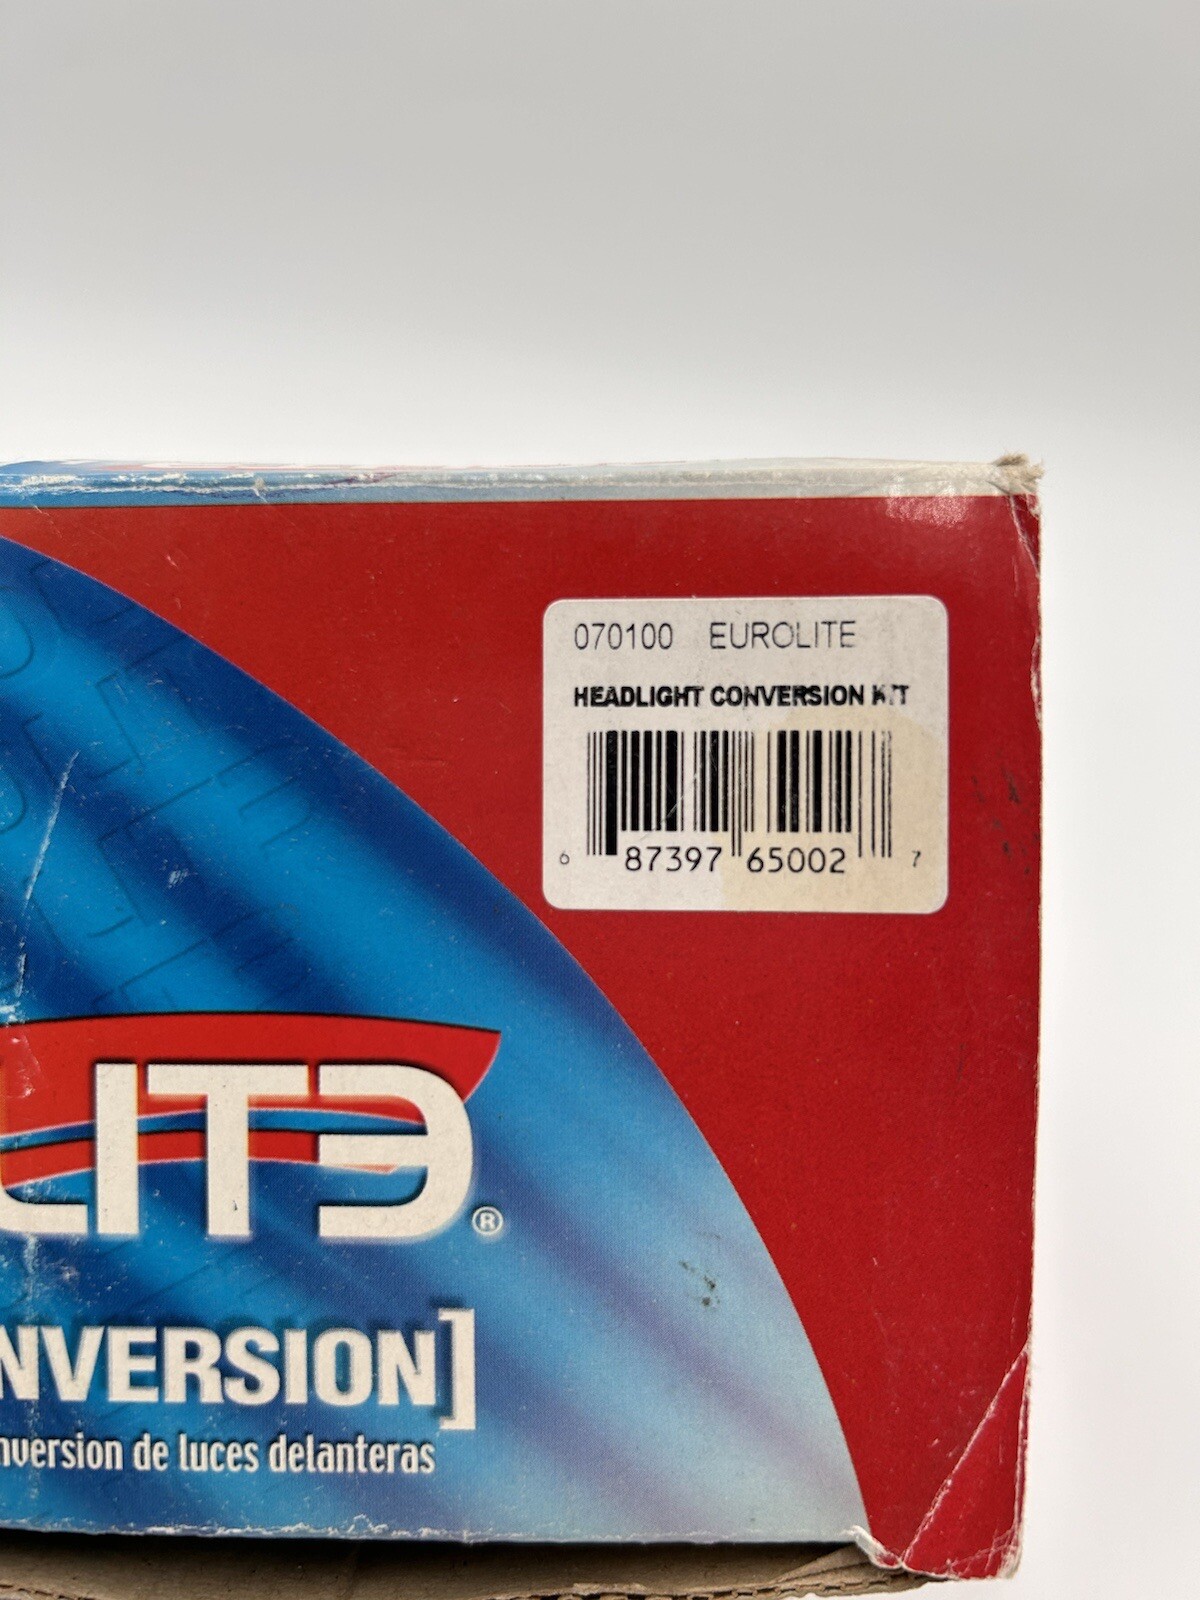 070100 EUROLITE
HEADLIGHT CONVERSION KIT
6 87397 65002 7
LITE®
NVERSION]
nversion de luces delanteras